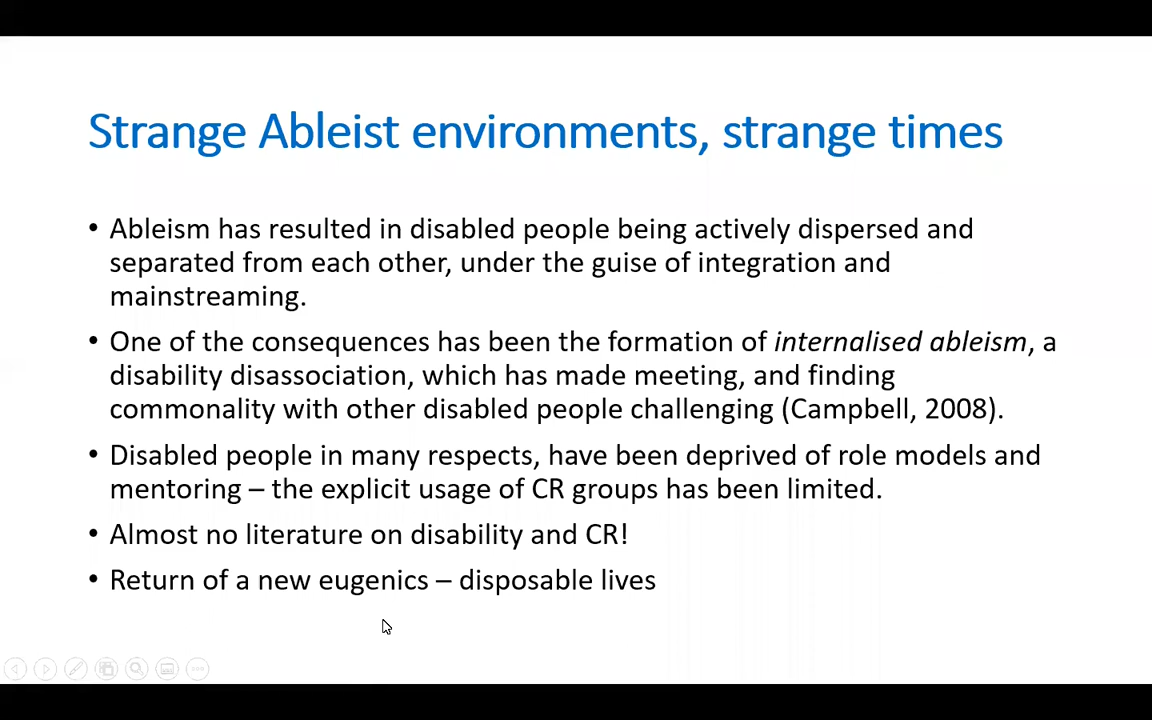 Strange Ableist environments, strange times
• Ableism has resulted in disabled people being actively dispersed and
separated from each other, under the guise of integration and
mainstreaming.
• One of the consequences has been the formation of internalised ableism, a
disability disassociation, which has made meeting, and finding
commonality with other disabled people challenging (Campbell, 2008).
• Disabled people in many respects, have been deprived of role models and
mentoring – the explicit usage of CR groups has been limited.
• Almost no literature on disability and CR!
• Return of a new eugenics – disposable lives